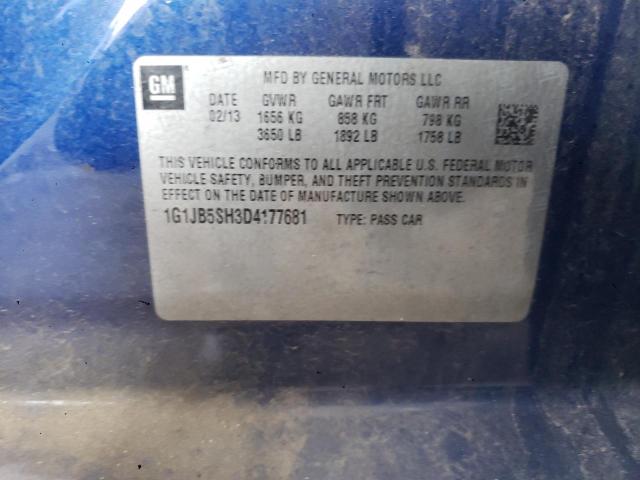 GM
MFD BY GENERAL MOTORS LLC
DATE GVWR GAWR FRT GAWR RR
02/13 1656 KG 858 KG 798 KG
3650 LB 1892 LB 1758 LB
THIS VEHICLE CONFORMS TO ALL APPLICABLE U.S. FEDERAL MOTOR
VEHICLE SAFETY, BUMPER, AND THEFT PREVENTION STANDARDS IN
EFFECT ON THE DATE OF MANUFACTURE SHOWN ABOVE.
1G1JB5SH3D4177681 TYPE: PASS CAR